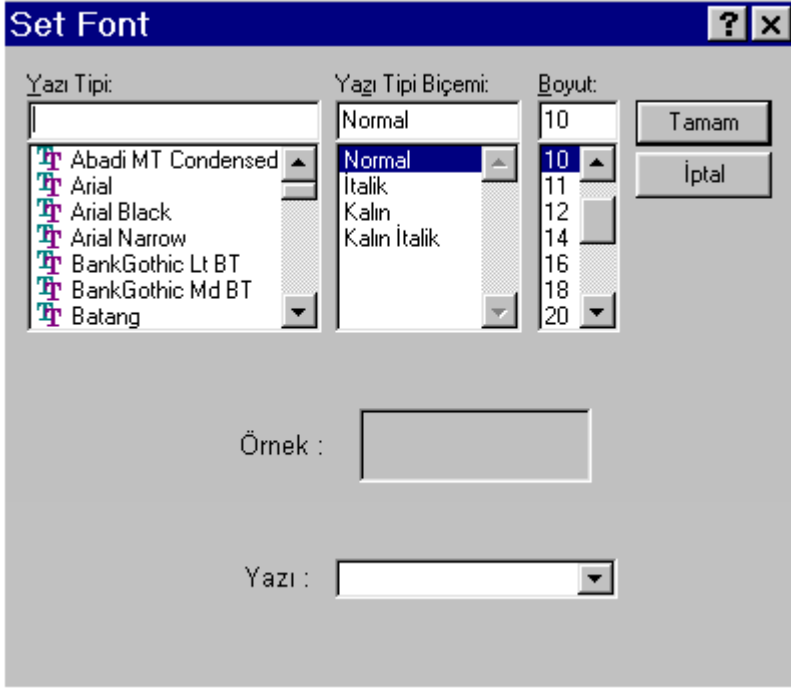 Set Font
Yazı Tipi:
Yazı Tipi Biçemi:
Boyut:
Normal
10
Tamam
İptal
Abadi MT Condensed
Arial
Arial Black
Arial Narrow
BankGothic Lt BT
BankGothic Md BT
Batang
Normal
İtalik
Kalın
Kalın İtalik
10
11
12
14
16
18
20
Örnek :
Yazı :